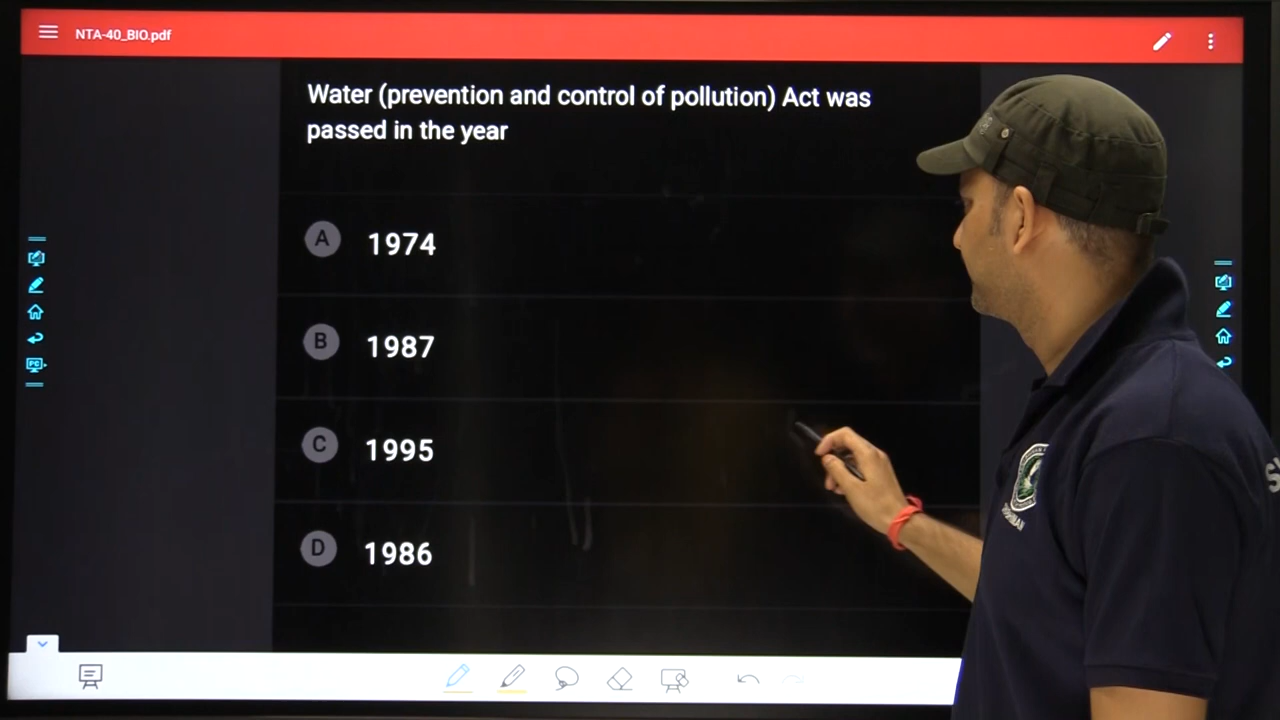 NTA-40_BIO.pdf
Water (prevention and control of pollution) Act was
passed in the year
A 1974
B 1987
C 1995
D 1986
PC